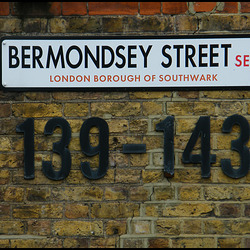 BERMONDSEY STREET SE
LONDON BOROUGH OF SOUTHWARK
139-143